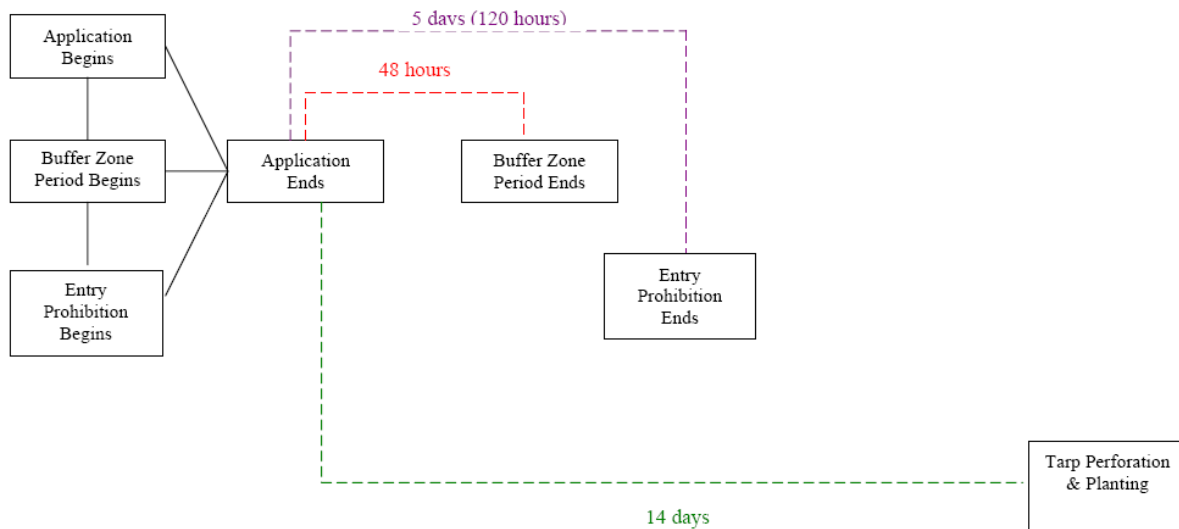 5 days (120 hours)
Application
Begins
48 hours
Buffer Zone
Period Begins
Application
Ends
Buffer Zone
Period Ends
Entry
Prohibition
Begins
Entry
Prohibition
Ends
Tarp Perforation
& Planting
14 days